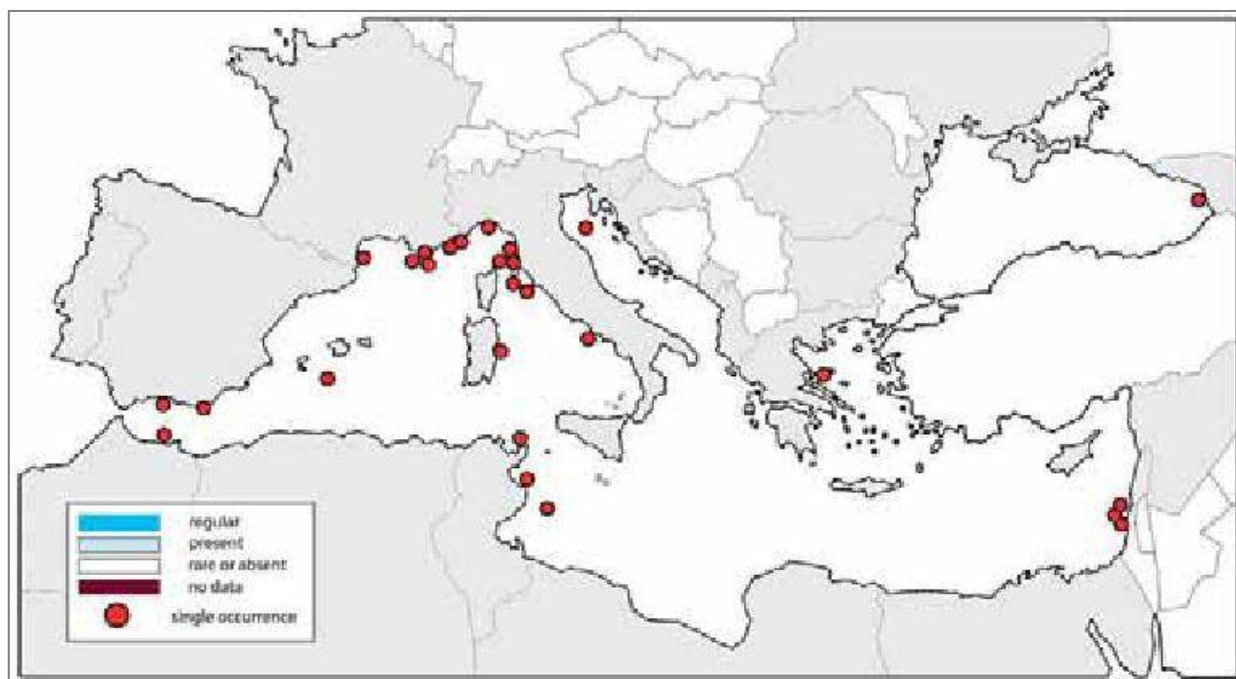 regular
present
rare or absent
no data
single occurrence